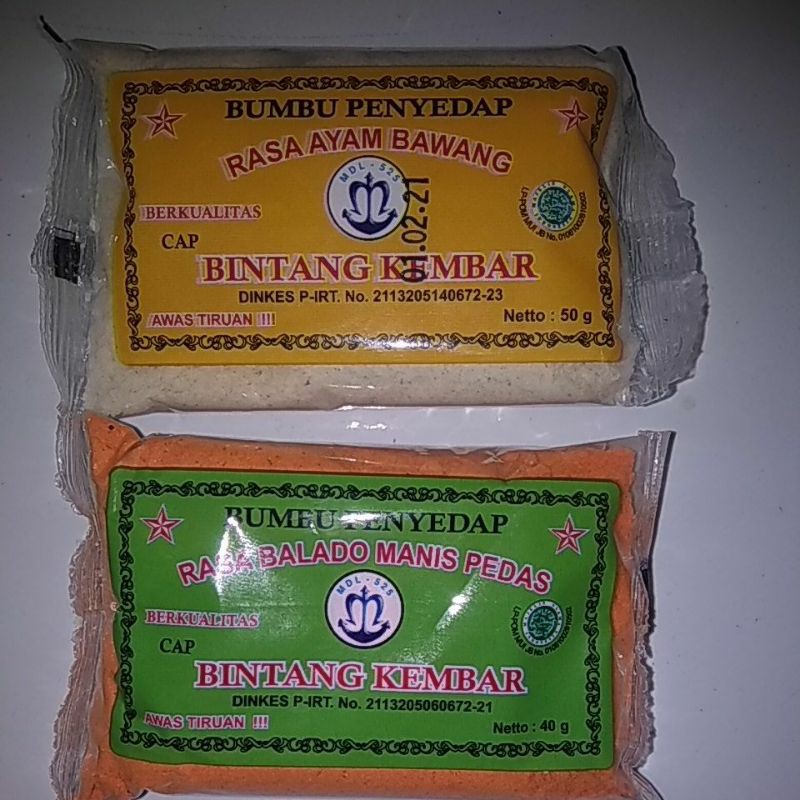 BUMBU PENYEDAP
RASA AYAM BAWANG
MDL - 525
BERKUALITAS
CAP
BINTANG KEMBAR
01.02.21
DINKES P-IRT. No. 2113205140672-23
AWAS TIRUAN !!!
Netto : 50 g
BUMBU PENYEDAP
RASA BALADO MANIS PEDAS
MDL - 525
BERKUALITAS
CAP
BINTANG KEMBAR
DINKES P-IRT. No. 2113205060672-21
AWAS TIRUAN !!!
Netto : 40 g